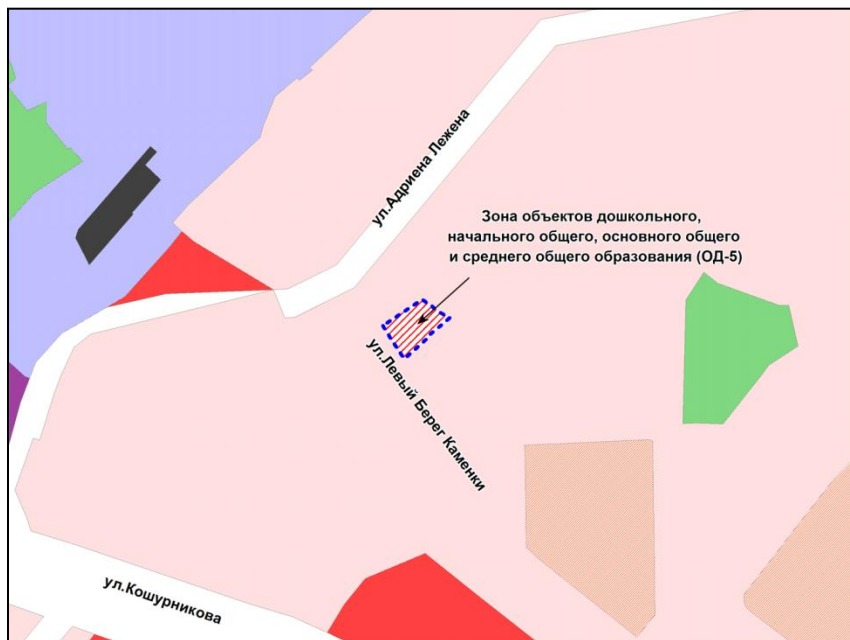 ул.Адриена Лежена
Зона объектов дошкольного,
начального общего, основного общего
и среднего общего образования (ОД-5)
ул.Левый Берег Каменки
ул.Кошурникова